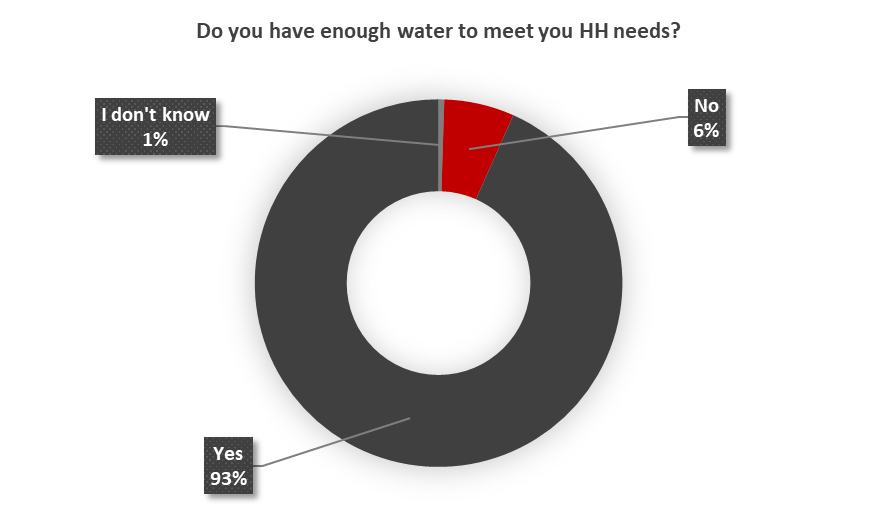 Do you have enough water to meet you HH needs?
I don't know
1%
No
6%
Yes
93%